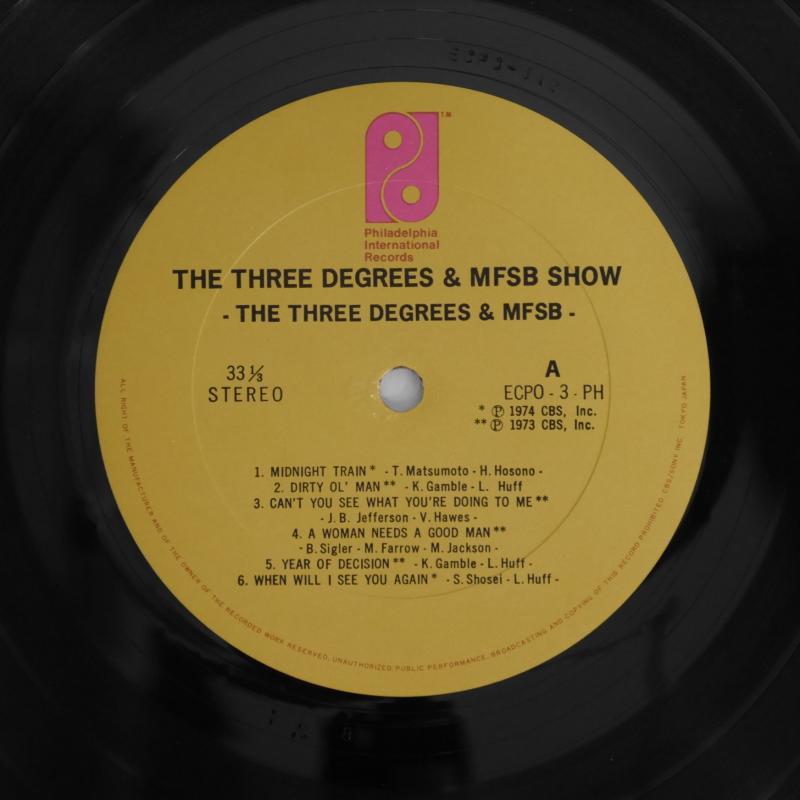 TM
Philadelphia
International
Records
THE THREE DEGREES & MFSB SHOW
- THE THREE DEGREES & MFSB -
33⅓
STEREO
A
ECPO - 3 - PH
* Ⓟ 1974 CBS, Inc.
** Ⓟ 1973 CBS, Inc.
1. MIDNIGHT TRAIN * - T. Matsumoto - H. Hosono -
2. DIRTY OL' MAN ** - K. Gamble - L. Huff
3. CAN'T YOU SEE WHAT YOU'RE DOING TO ME **
- J. B. Jefferson - V. Hawes -
4. A WOMAN NEEDS A GOOD MAN **
- B. Sigler - M. Farrow - M. Jackson -
5. YEAR OF DECISION ** - K. Gamble - L. Huff -
6. WHEN WILL I SEE YOU AGAIN * - S. Shosei - L. Huff -
ALL RIGHT OF THE MANUFACTURER AND OF THE OWNER OF THE RECORDED WORK RESERVED. UNAUTHORIZED PUBLIC PERFORMANCE, BROADCASTING AND COPYING OF THIS RECORD PROHIBITED CBS/SONY INC. TOKYO JAPAN